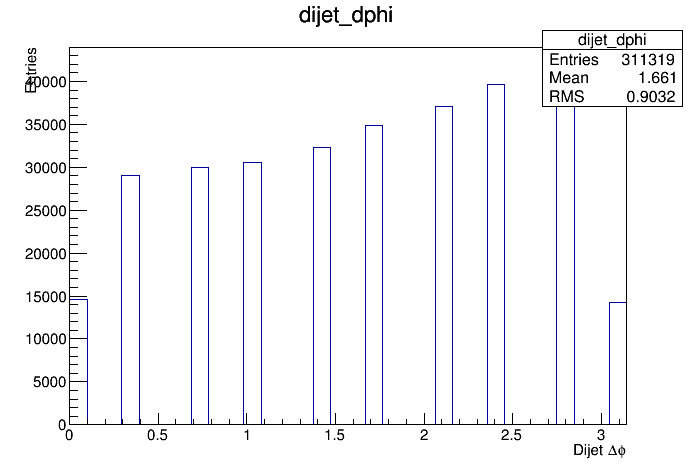 dijet_dphi
dijet_dphi
Entries 311319
Mean 1.661
RMS 0.9032
Entries
40000
35000
30000
25000
20000
15000
10000
5000
0
0 0.5 1 1.5 2 2.5 3
Dijet Δϕ